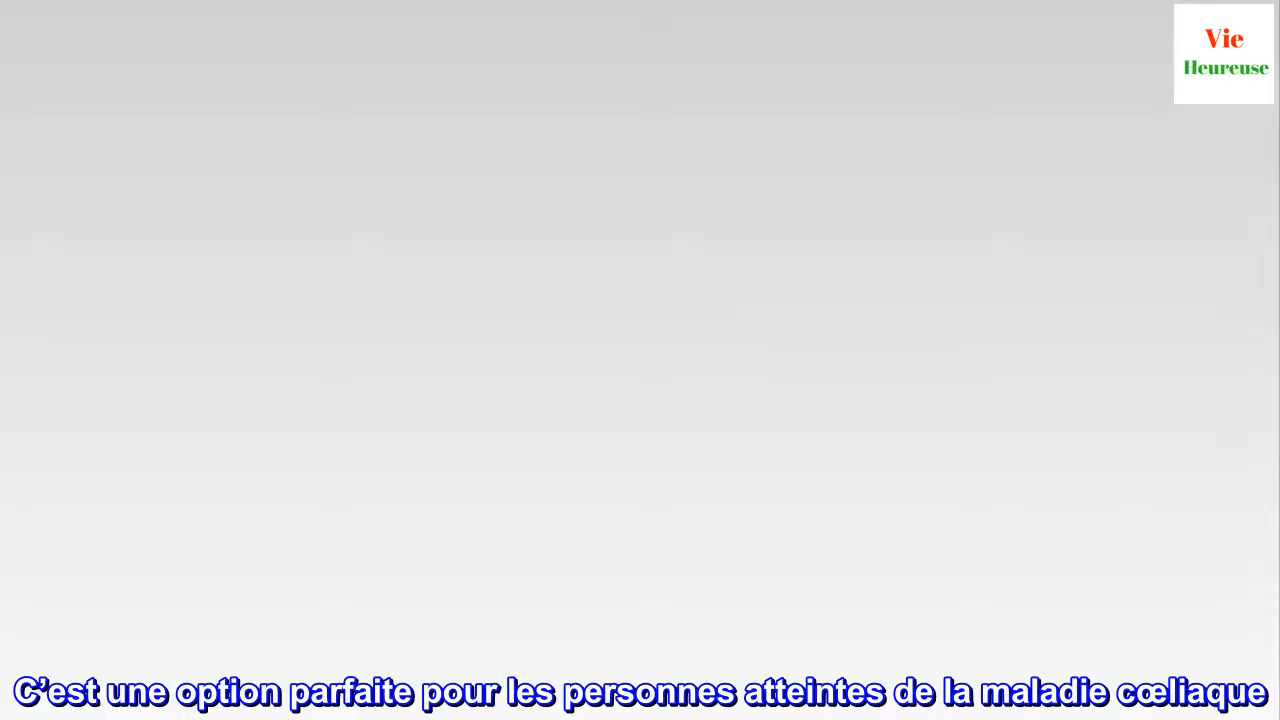 Vie
Heureuse
C’est une option parfaite pour les personnes atteintes de la maladie cœliaque